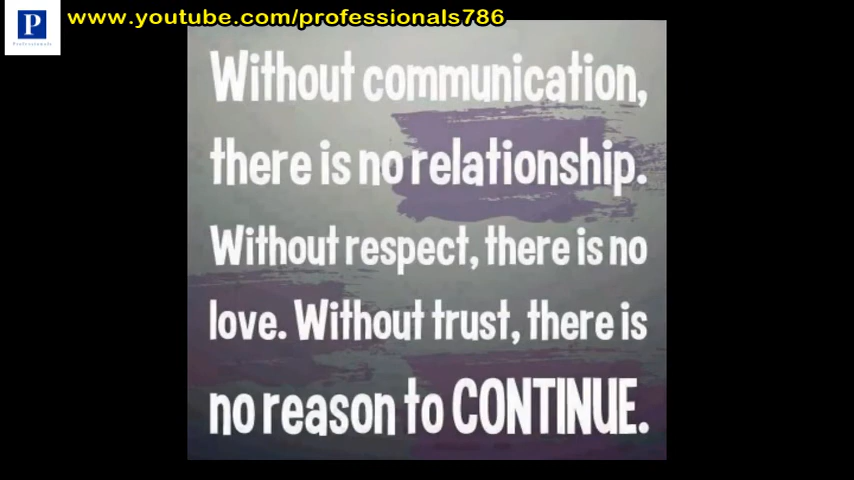 www.youtube.com/professionals786
P
Professionals
Without communication,
there is no relationship.
Without respect, there is no
love. Without trust, there is
no reason to CONTINUE.